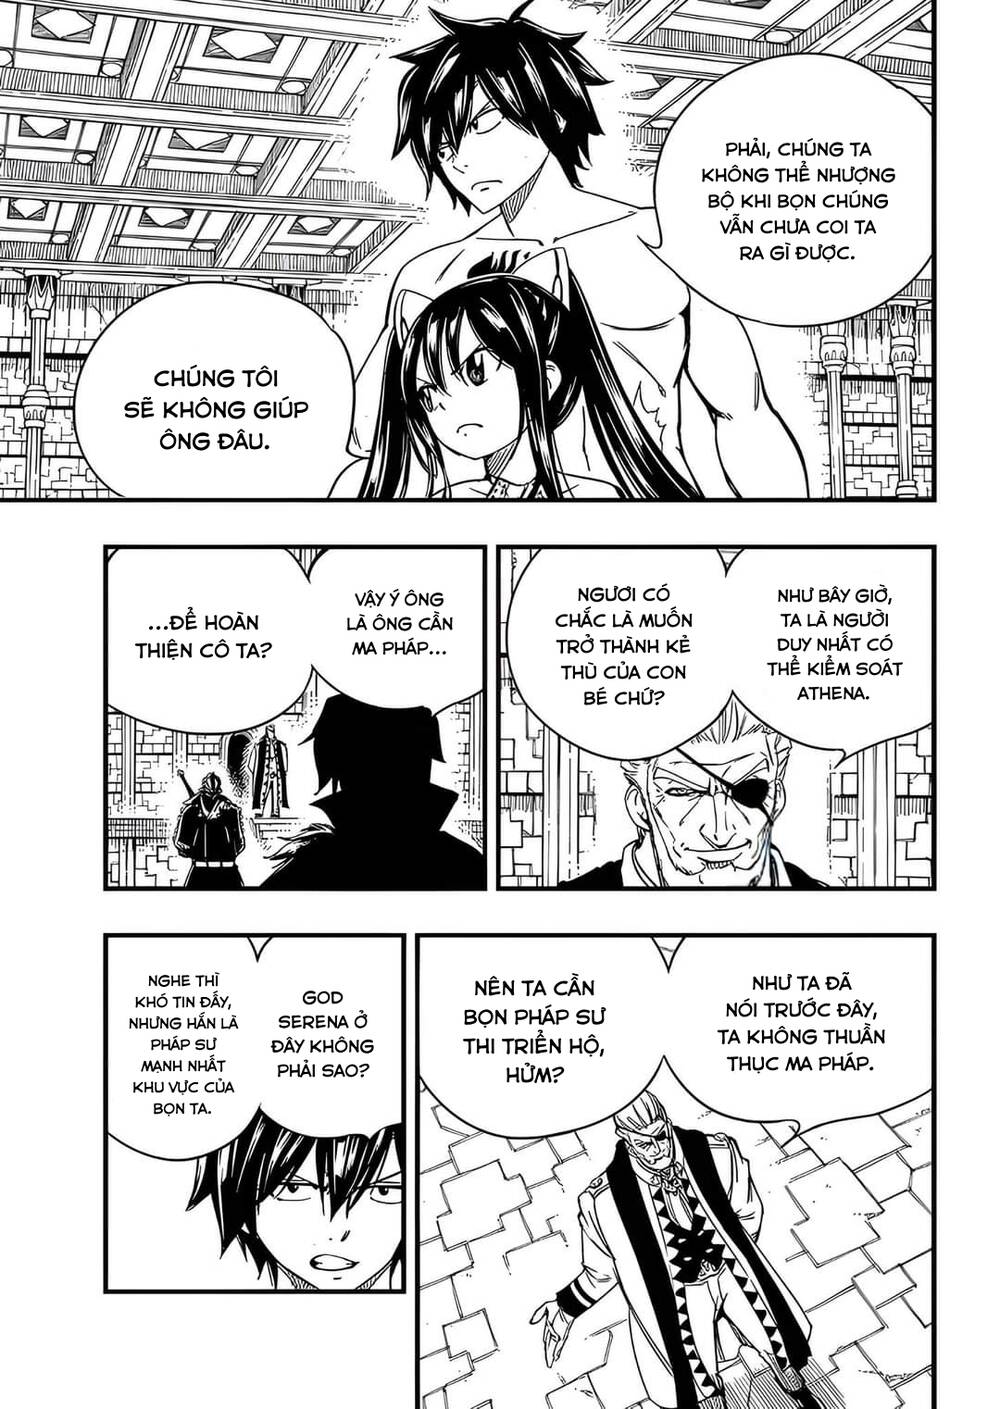 PHẢI, CHÚNG TA
KHÔNG THỂ NHƯỢNG
BỘ KHI BỌN CHÚNG
VẪN CHƯA COI TA
RA GÌ ĐƯỢC.
CHÚNG TÔI
SẼ KHÔNG GIÚP
ÔNG ĐÂU.
NHƯ BÂY GIỜ,
TA LÀ NGƯỜI
DUY NHẤT CÓ
THỂ KIỂM SOÁT
ATHENA.
NGƯƠI CÓ
CHẮC LÀ MUỐN
TRỞ THÀNH KẺ
THÙ CỦA CON
BÉ CHỨ?
VẬY Ý ÔNG
LÀ ÔNG CẦN
MA PHÁP...
...ĐỂ HOÀN
THIỆN CÔ TA?
NHƯ TA ĐÃ
NÓI TRƯỚC ĐÂY,
TA KHÔNG THUẦN
THỤC MA PHÁP.
NÊN TA CẦN
BỌN PHÁP SƯ
THI TRIỂN HỘ,
HỬM?
GOD
SERENA Ở
ĐÂY KHÔNG
PHẢI SAO?
NGHE THÌ
KHÓ TIN ĐẤY,
NHƯNG HẮN LÀ
PHÁP SƯ
MẠNH NHẤT
KHU VỰC CỦA
BỌN TA.